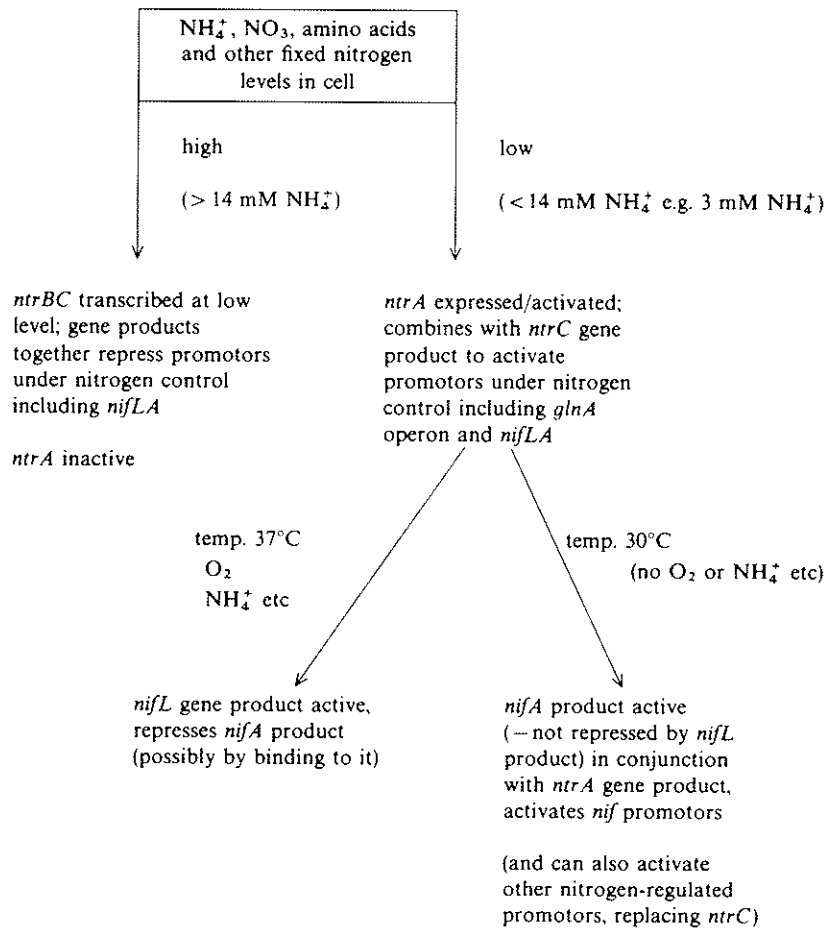 NH₄⁺, NO₃, amino acids
and other fixed nitrogen
levels in cell
high
(> 14 mM NH₄⁺)
low
(< 14 mM NH₄⁺ e.g. 3 mM NH₄⁺)
ntrBC transcribed at low
level; gene products
together repress promotors
under nitrogen control
including nifLA
ntrA inactive
ntrA expressed/activated;
combines with ntrC gene
product to activate
promotors under nitrogen
control including glnA
operon and nifLA
temp. 37°C
O₂
NH₄⁺ etc
temp. 30°C
(no O₂ or NH₄⁺ etc)
nifL gene product active,
represses nifA product
(possibly by binding to it)
nifA product active
(—not repressed by nifL
product) in conjunction
with ntrA gene product,
activates nif promotors
(and can also activate
other nitrogen-regulated
promotors, replacing ntrC)